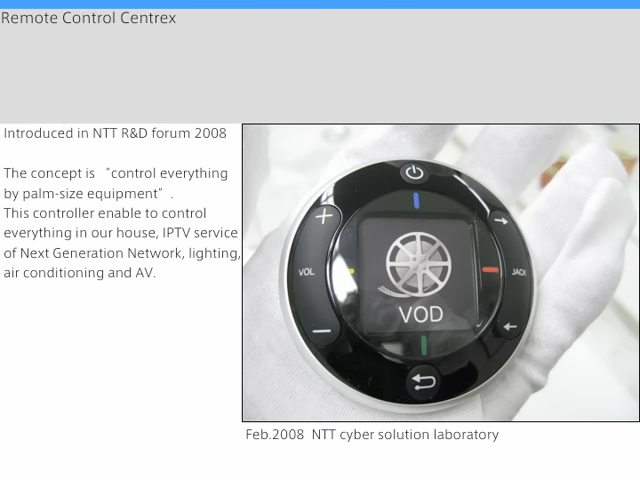 Remote Control Centrex
Introduced in NTT R&D forum 2008
The concept is “control everything
by palm-size equipment”.
This controller enable to control
everything in our house, IPTV service
of Next Generation Network, lighting,
air conditioning and AV.
+
VOL
−
VOD
JACK
Feb.2008 NTT cyber solution laboratory